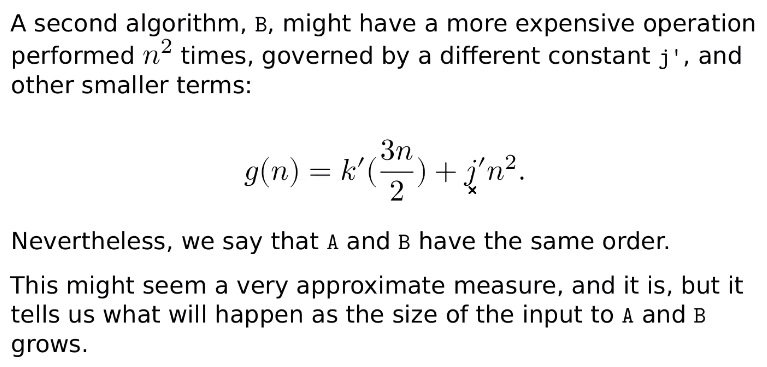 A second algorithm, B, might have a more expensive operation
performed n² times, governed by a different constant j', and
other smaller terms:
g(n) = k′(3n/2) + j′n².
Nevertheless, we say that A and B have the same order.
This might seem a very approximate measure, and it is, but it
tells us what will happen as the size of the input to A and B
grows.